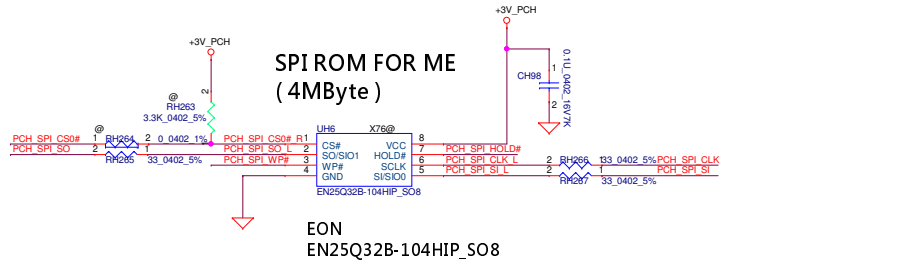 +3V_PCH
+3V_PCH
SPI ROM FOR ME
( 4MByte )
0.1U_0402_16V7K
1
CH98
2
2
@
RH263
3.3K_0402_5%
@
UH6
X76@
PCH_SPI_CS0# 1 RH264 2 0_0402_1% PCH_SPI_CS0#_R 1 CS# VCC 8
PCH_SPI_SO 2 RH265 1 33_0402_5% PCH_SPI_SO_L 2 SO/SIO1 HOLD# 7 PCH_SPI_HOLD#
PCH_SPI_WP# 3 WP# SCLK 6 PCH_SPI_CLK_L 2 RH266 1 33_0402_5% PCH_SPI_CLK
4 GND SI/SIO0 5 PCH_SPI_SI_L 2 RH267 1 33_0402_5% PCH_SPI_SI
EN25Q32B-104HIP_SO8
EON
EN25Q32B-104HIP_SO8